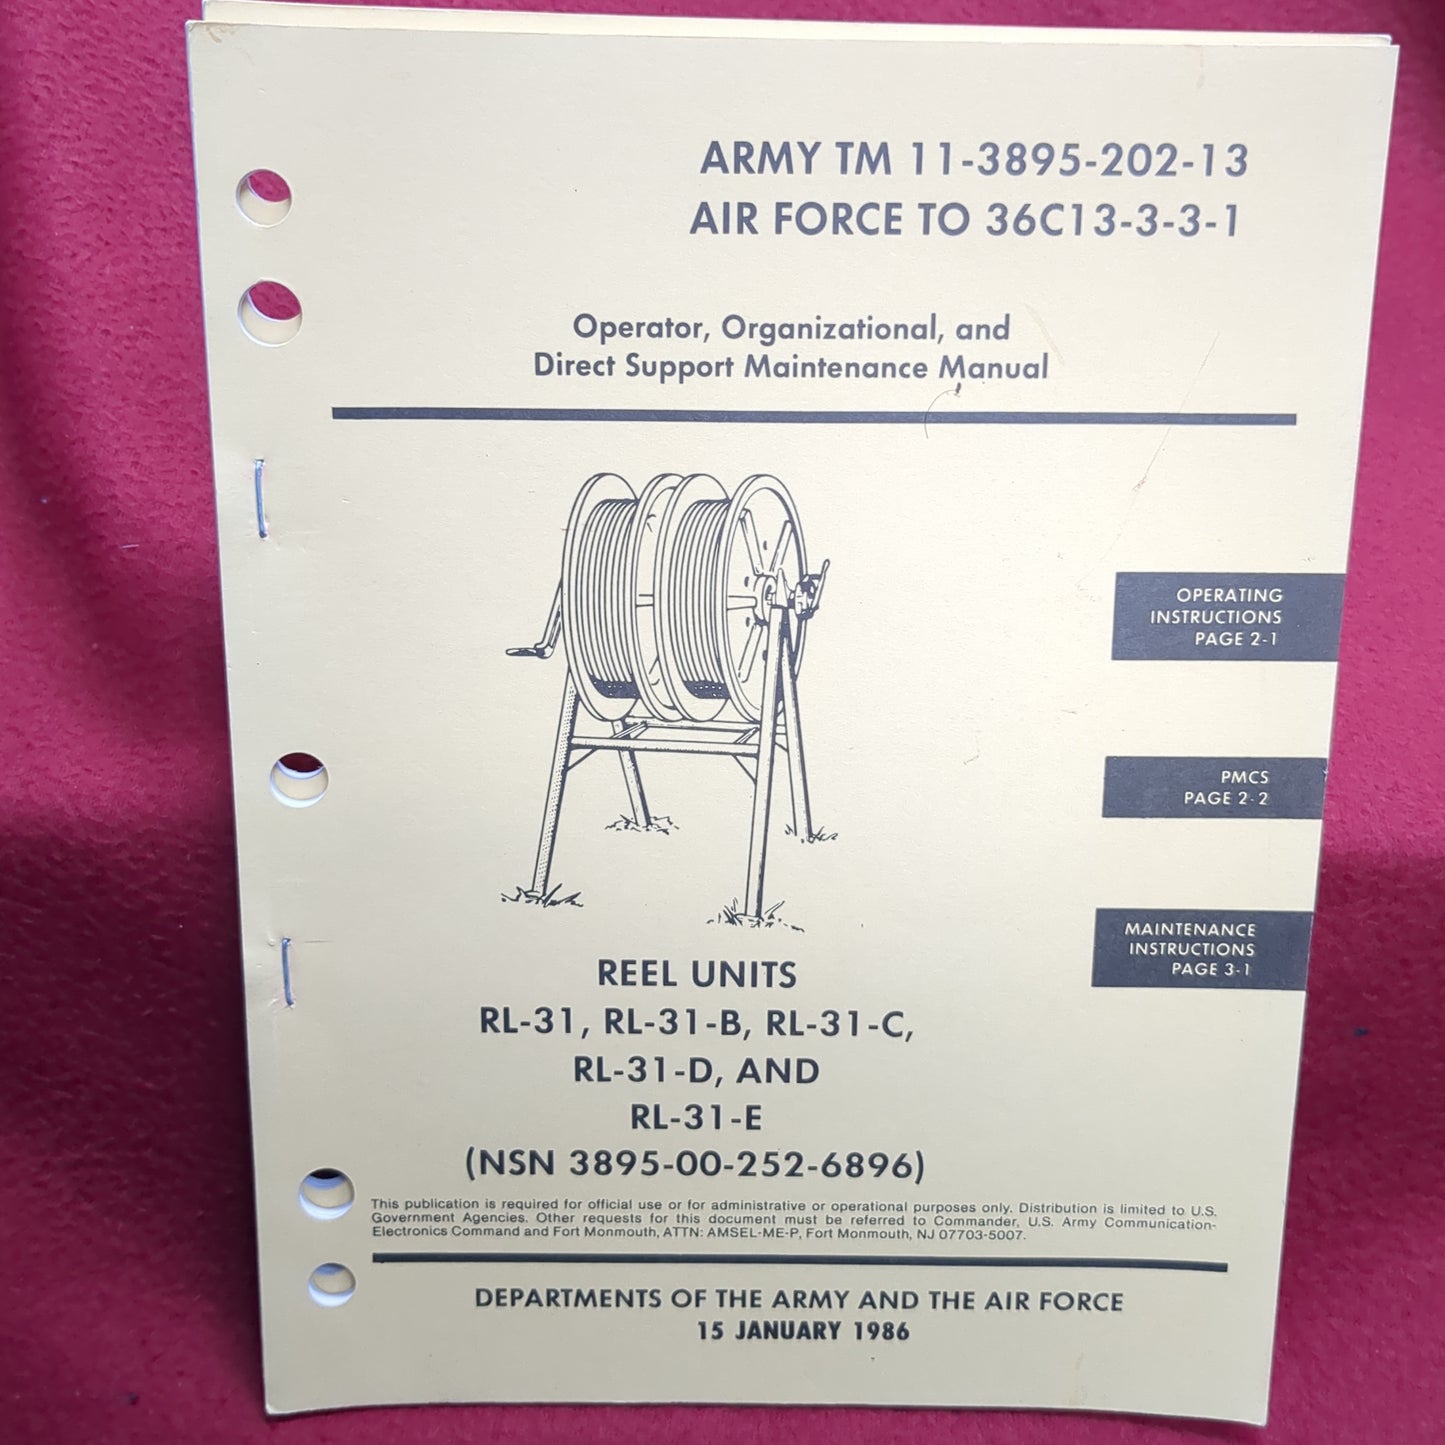 ARMY TM 11-3895-202-13
AIR FORCE TO 36C13-3-3-1
Operator, Organizational, and
Direct Support Maintenance Manual
OPERATING
INSTRUCTIONS
PAGE 2-1
PMCS
PAGE 2-2
MAINTENANCE
INSTRUCTIONS
PAGE 3-1
REEL UNITS
RL-31, RL-31-B, RL-31-C,
RL-31-D, AND
RL-31-E
(NSN 3895-00-252-6896)
This publication is required for official use or for administrative or operational purposes only. Distribution is limited to U.S.
Government Agencies. Other requests for this document must be referred to Commander, U.S. Army Communication-
Electronics Command and Fort Monmouth, ATTN: AMSEL-ME-P, Fort Monmouth, NJ 07703-5007.
DEPARTMENTS OF THE ARMY AND THE AIR FORCE
15 JANUARY 1986